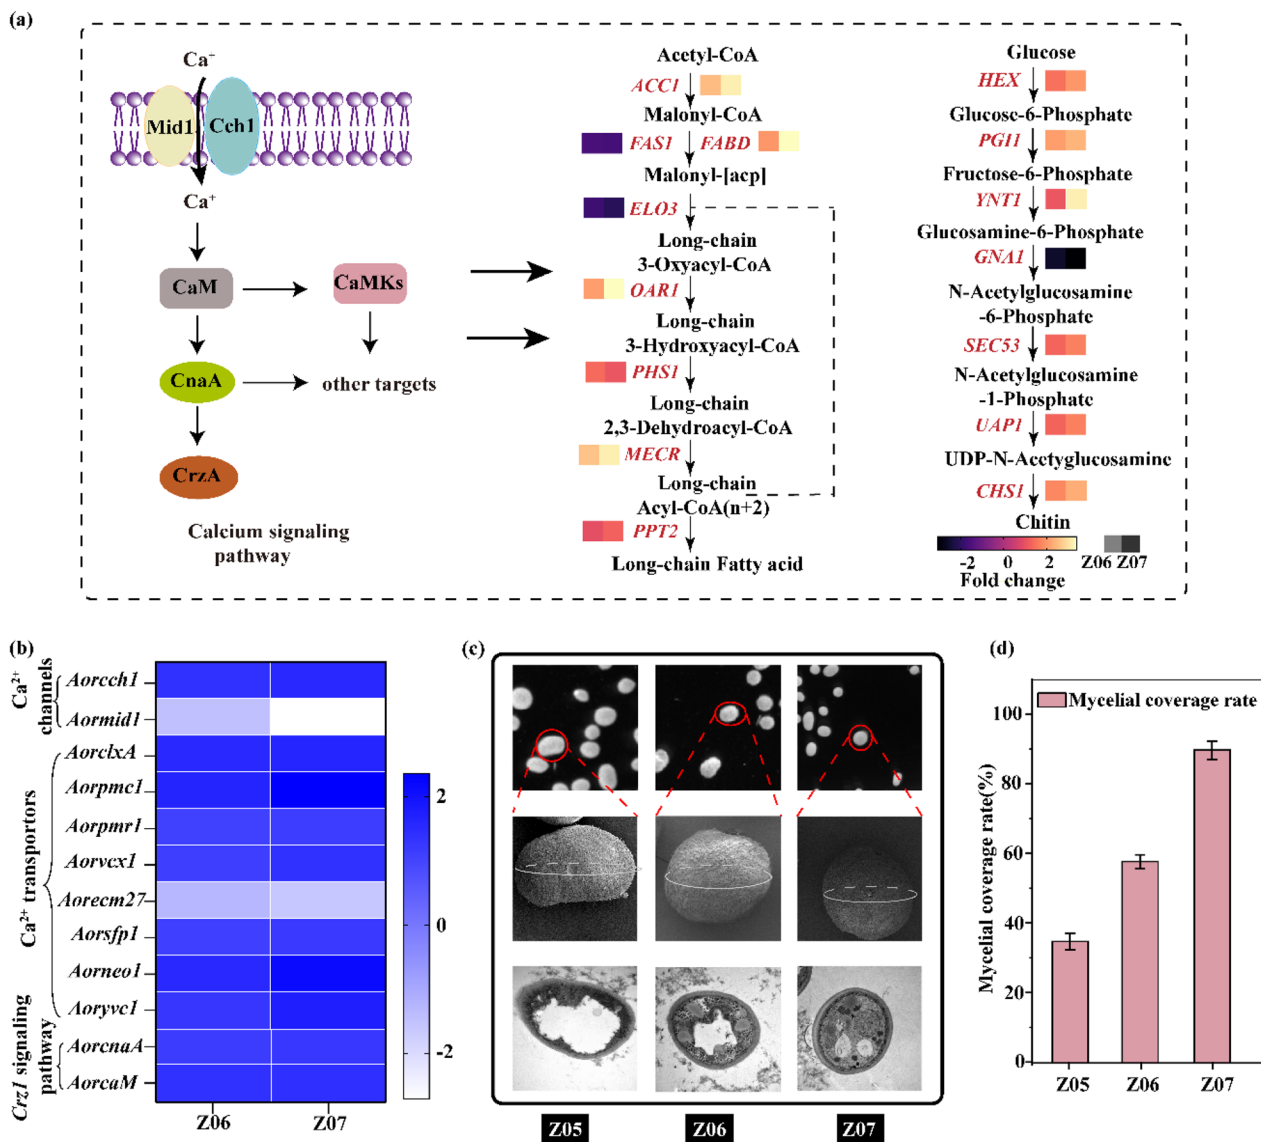 (a)
Ca⁺
Mid1
Cch1
Ca⁺
CaM
CaMKs
CnaA
other targets
CrzA
Calcium signaling
pathway
Acetyl-CoA
ACC1
Malonyl-CoA
FAS1
FABD
Malonyl-[acp]
ELO3
Long-chain
3-Oxyacyl-CoA
OAR1
Long-chain
3-Hydroxyacyl-CoA
PHS1
Long-chain
2,3-Dehydroacyl-CoA
MECR
Long-chain
Acyl-CoA(n+2)
PPT2
Long-chain Fatty acid
Glucose
HEX
Glucose-6-Phosphate
PGI1
Fructose-6-Phosphate
YNT1
Glucosamine-6-Phosphate
GNA1
N-Acetylglucosamine
-6-Phosphate
SEC53
N-Acetylglucosamine
-1-Phosphate
UAP1
UDP-N-Acetyglucosamine
CHS1
Chitin
-2 0 2
Fold change
Z06 Z07
(b)
Ca²⁺
channels
Aorcch1
Aormid1
Ca²⁺ transportors
AorclxA
Aorpmc1
Aorpmr1
Aorvcx1
Aorecm27
Aorsfp1
Aorneo1
Aoryvc1
Crz1 signaling
pathway
AorcnaA
AorcaM
Z06 Z07
2
0
-2
(c)
Z05 Z06 Z07
(d)
Mycelial coverage rate
Mycelial coverage rate(%)
100
80
60
40
20
0
Z05 Z06 Z07